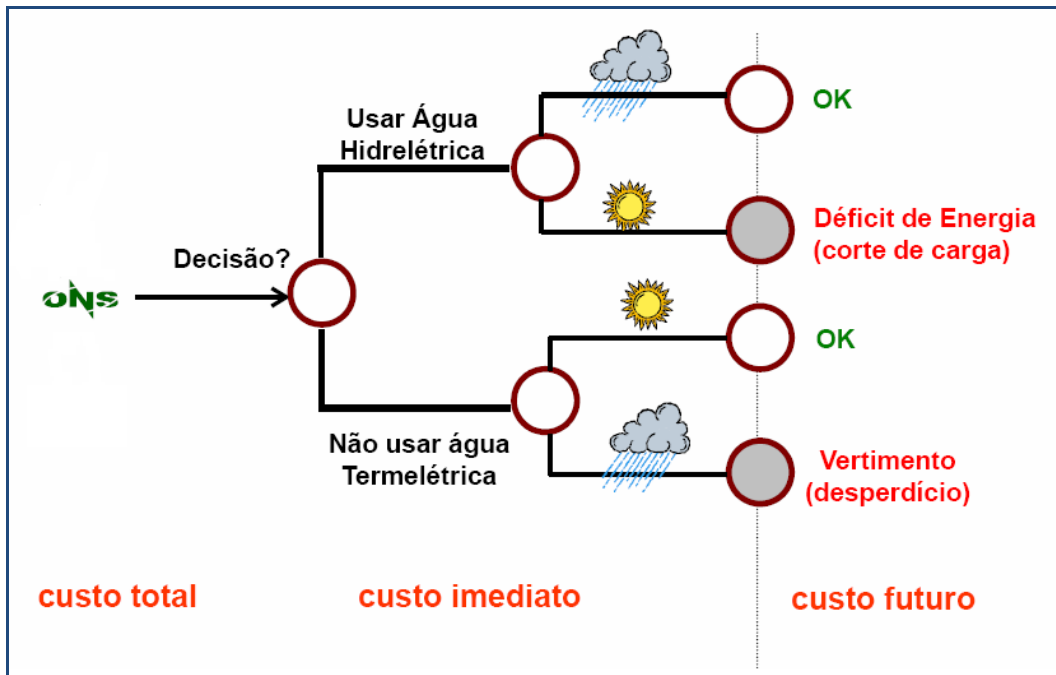 OK
Usar Água
Hidrelétrica
Déficit de Energia
(corte de carga)
Decisão?
ONS
OK
Não usar água
Termelétrica
Vertimento
(desperdício)
custo total
custo imediato
custo futuro